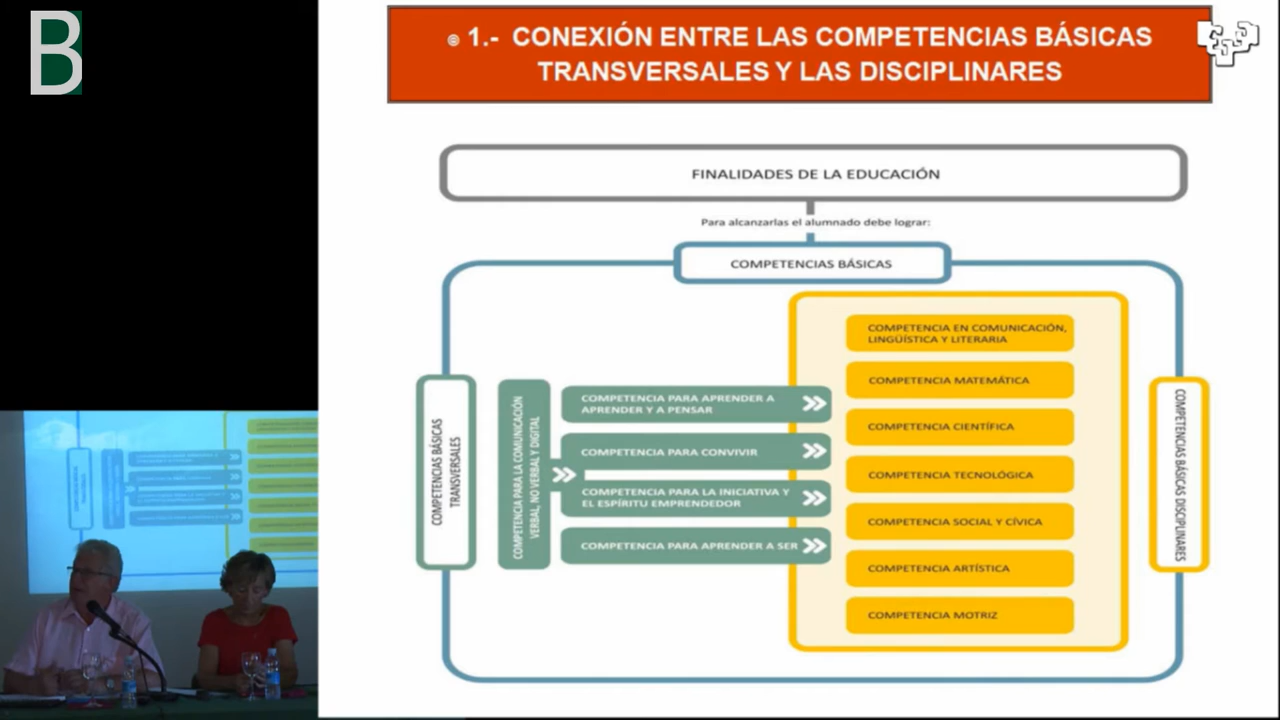 B
1.- CONEXIÓN ENTRE LAS COMPETENCIAS BÁSICAS
TRANSVERSALES Y LAS DISCIPLINARES
FINALIDADES DE LA EDUCACIÓN
Para alcanzarlas el alumnado debe lograr:
COMPETENCIAS BÁSICAS
COMPETENCIAS BÁSICAS
TRANSVERSALES
COMPETENCIA PARA LA COMUNICACIÓN
VERBAL, NO VERBAL Y DIGITAL
COMPETENCIA PARA APRENDER A
APRENDER Y A PENSAR
COMPETENCIA PARA CONVIVIR
COMPETENCIA PARA LA INICIATIVA Y
EL ESPÍRITU EMPRENDEDOR
COMPETENCIA PARA APRENDER A SER
COMPETENCIA EN COMUNICACIÓN,
LINGÜÍSTICA Y LITERARIA
COMPETENCIA MATEMÁTICA
COMPETENCIA CIENTÍFICA
COMPETENCIA TECNOLÓGICA
COMPETENCIA SOCIAL Y CÍVICA
COMPETENCIA ARTÍSTICA
COMPETENCIA MOTRIZ
COMPETENCIAS BÁSICAS DISCIPLINARES